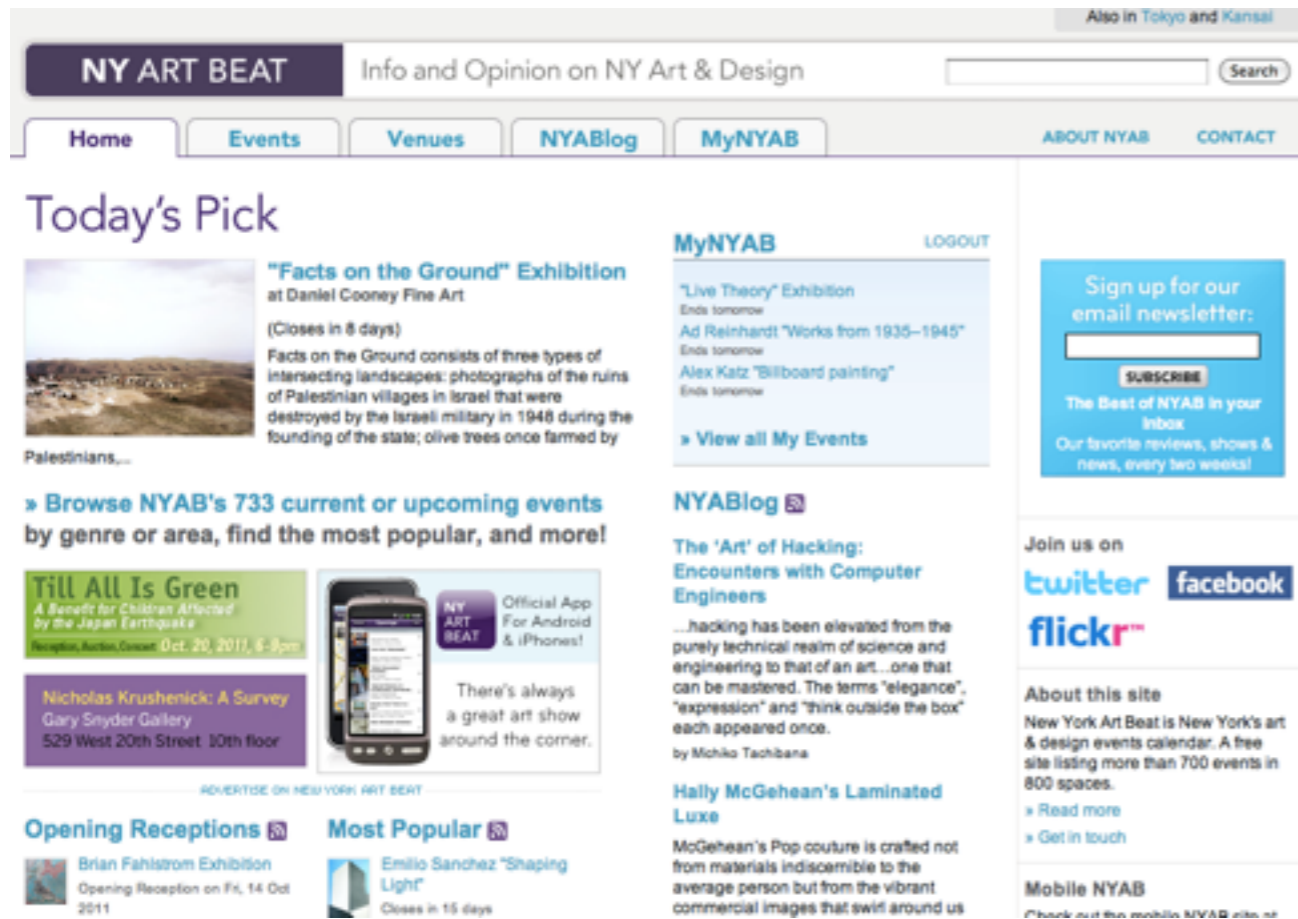 Also in Tokyo and Kansai
NY ART BEAT
Info and Opinion on NY Art & Design
Search
Home
Events
Venues
NYABlog
MyNYAB
ABOUT NYAB
CONTACT
Today's Pick
"Facts on the Ground" Exhibition
at Daniel Cooney Fine Art
(Closes in 8 days)
Facts on the Ground consists of three types of
intersecting landscapes: photographs of the ruins
of Palestinian villages in Israel that were
destroyed by the Israeli military in 1948 during the
founding of the state; olive trees once farmed by
Palestinians,...
» Browse NYAB's 733 current or upcoming events
by genre or area, find the most popular, and more!
Till All Is Green
A Benefit for Children Affected
by the Japan Earthquake
Reception, Auction, Concert Oct. 20, 2011, 6-9pm
Nicholas Krushenick: A Survey
Gary Snyder Gallery
529 West 20th Street 10th floor
NY
ART
BEAT
Official App
For Android
& iPhones!
There's always
a great art show
around the corner.
ADVERTISE ON NEW YORK ART BEAT
Opening Receptions
Brian Fahlstrom Exhibition
Opening Reception on Fri, 14 Oct
2011
Most Popular
Emilio Sanchez "Shaping
Light"
Closes in 15 days
MyNYAB
LOGOUT
"Live Theory" Exhibition
Ends tomorrow
Ad Reinhardt "Works from 1935–1945"
Ends tomorrow
Alex Katz "Billboard painting"
Ends tomorrow
» View all My Events
NYABlog
The 'Art' of Hacking:
Encounters with Computer
Engineers
...hacking has been elevated from the
purely technical realm of science and
engineering to that of an art...one that
can be mastered. The terms "elegance",
"expression" and "think outside the box"
each appeared once.
by Michiko Tachibana
Hally McGehean's Laminated
Luxe
McGehean's Pop couture is crafted not
from materials indiscernible to the
average person but from the vibrant
commercial images that swirl around us
Sign up for our
email newsletter:
SUBSCRIBE
The Best of NYAB in your
inbox
Our favorite reviews, shows &
news, every two weeks!
Join us on
twitter
facebook
flickr
About this site
New York Art Beat is New York's art
& design events calendar. A free
site listing more than 700 events in
800 spaces.
» Read more
» Get in touch
Mobile NYAB
Check out the mobile NYAB site at